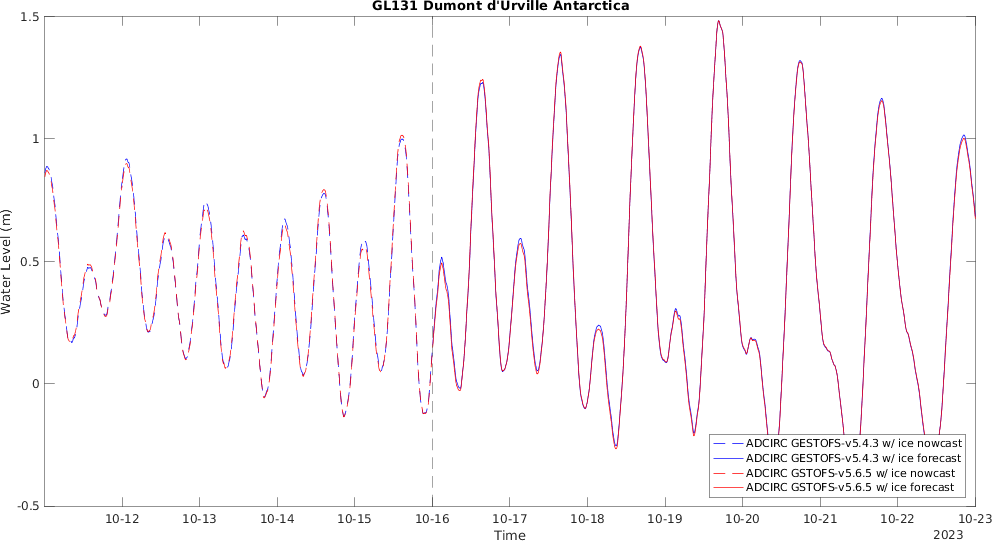 GL131 Dumont d'Urville Antarctica
1.5
1
0.5
0
-0.5
Water Level (m)
ADCIRC GESTOFS-v5.4.3 w/ ice nowcast
ADCIRC GESTOFS-v5.4.3 w/ ice forecast
ADCIRC GSTOFS-v5.6.5 w/ ice nowcast
ADCIRC GSTOFS-v5.6.5 w/ ice forecast
10-12 10-13 10-14 10-15 10-16 10-17 10-18 10-19 10-20 10-21 10-22 10-23
Time
2023